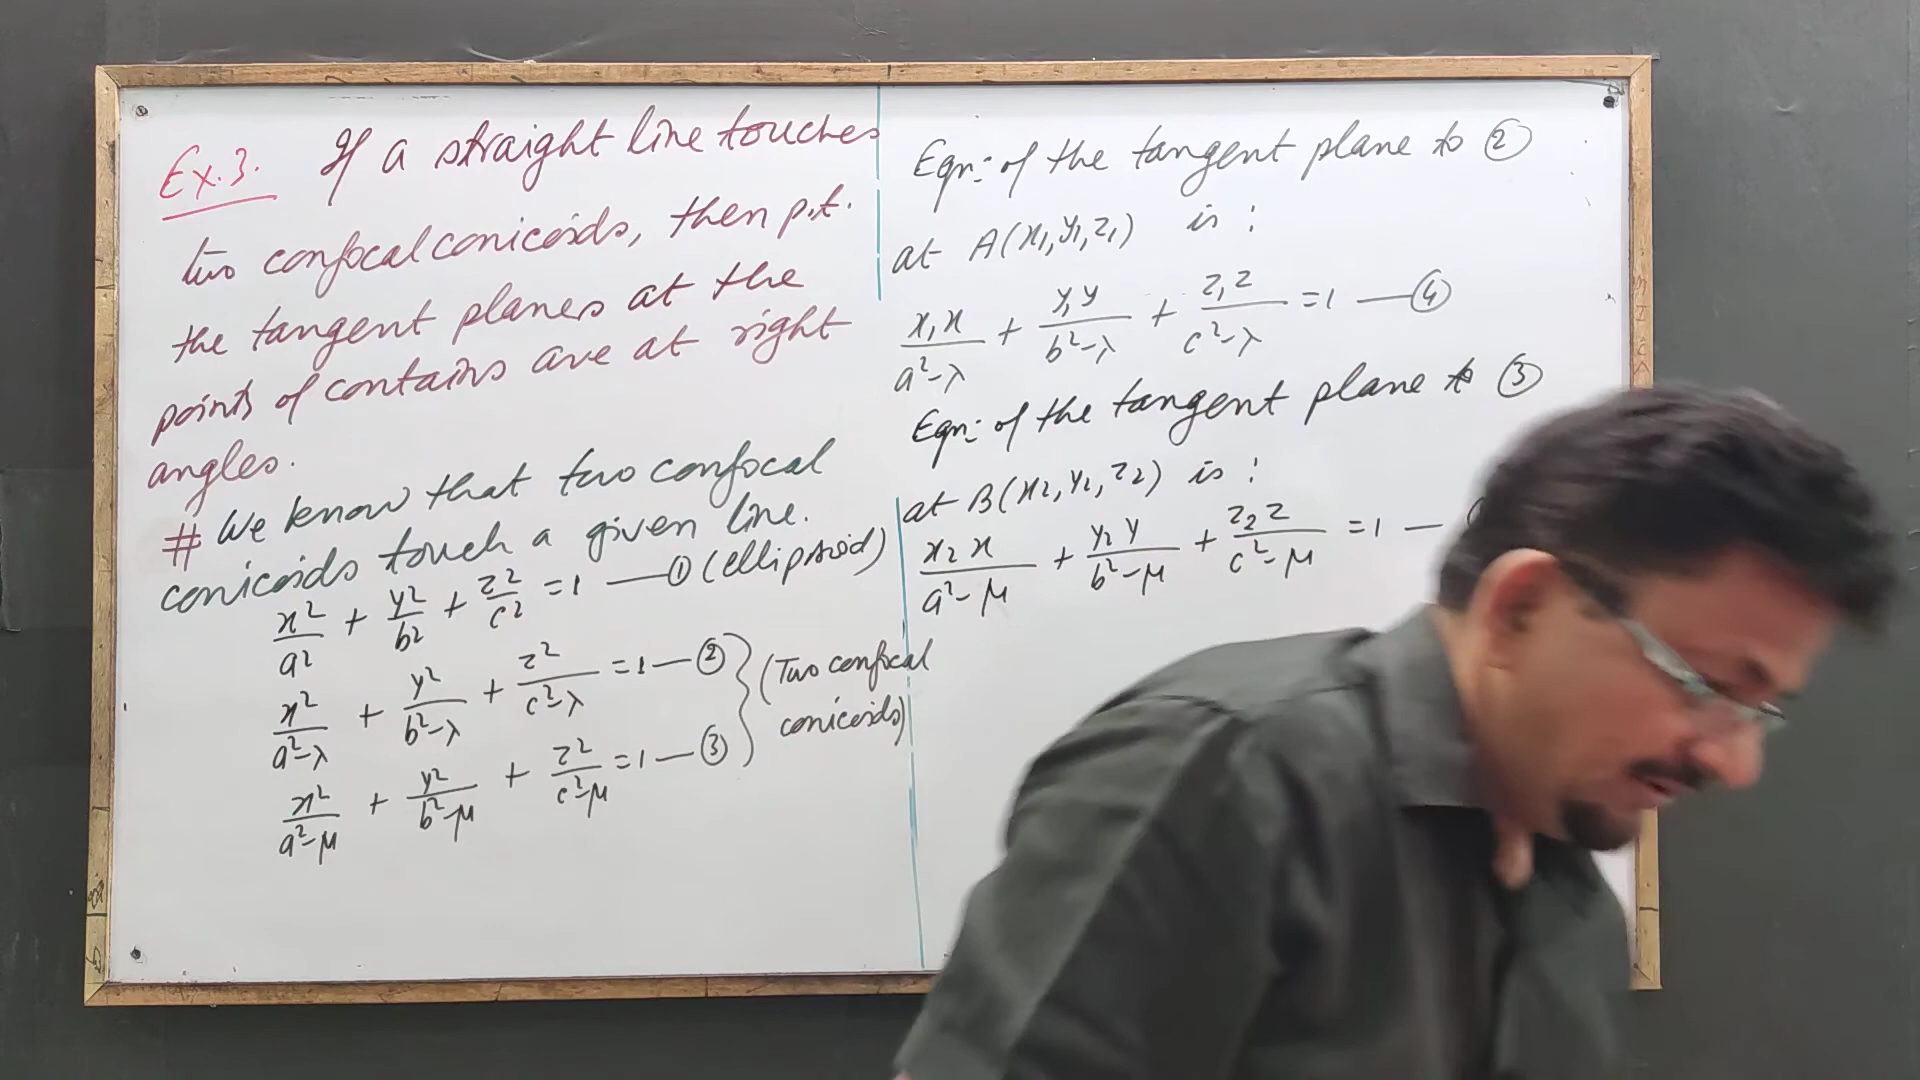 Ex.3. If a straight line touches
two confocal conicoids, then p.t.
the tangent planes at the
points of contains are at right
angles.
# We know that two confocal
conicoids touch a given line.
x²/a² + y²/b² + z²/c² = 1 — ① (ellipsoid)
x²/a²-λ + y²/b²-λ + z²/c²-λ = 1 — ②
x²/a²-μ + y²/b²-μ + z²/c²-μ = 1 — ③
(Two confocal
conicoids)
Eqn: of the tangent plane to ②
at A(x₁,y₁,z₁) is :
x₁x/a²-λ + y₁y/b²-λ + z₁z/c²-λ = 1 — ④
Eqn: of the tangent plane to ③
at B(x₂,y₂,z₂) is :
x₂x/a²-μ + y₂y/b²-μ + z₂z/c²-μ = 1 —